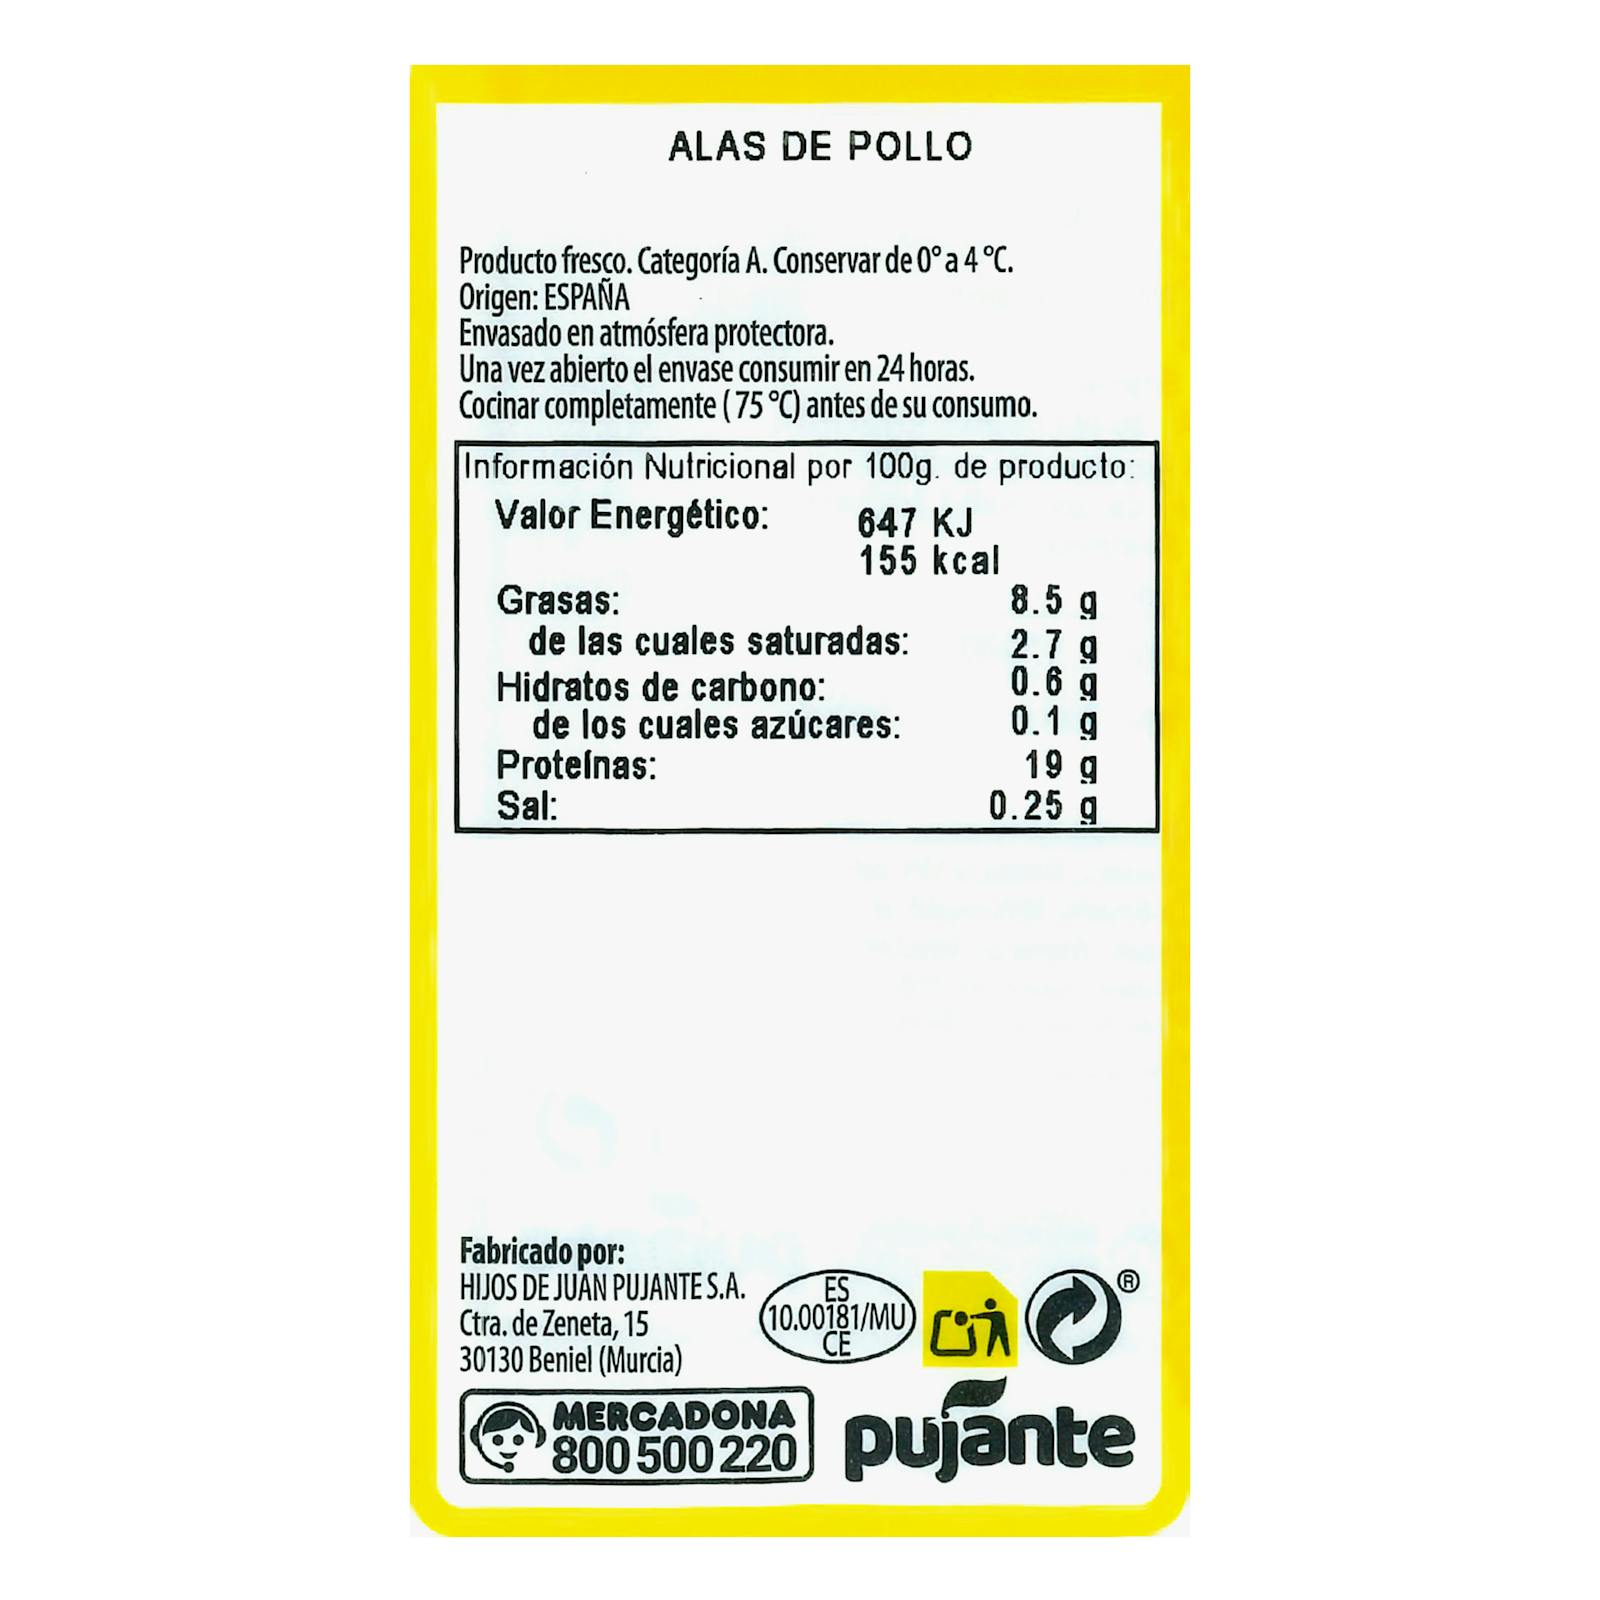 ALAS DE POLLO
Producto fresco. Categoría A. Conservar de 0° a 4 °C.
Origen: ESPAÑA
Envasado en atmósfera protectora.
Una vez abierto el envase consumir en 24 horas.
Cocinar completamente ( 75 °C) antes de su consumo.
Información Nutricional por 100g. de producto:
Valor Energético: 647 KJ
155 kcal
Grasas: 8.5 g
de las cuales saturadas: 2.7 g
Hidratos de carbono: 0.6 g
de los cuales azúcares: 0.1 g
Proteínas: 19 g
Sal: 0.25 g
Fabricado por:
HIJOS DE JUAN PUJANTE S.A.
Ctra. de Zeneta, 15
30130 Beniel (Murcia)
ES
10.00181/MU
CE
®
MERCADONA
800 500 220
pujante